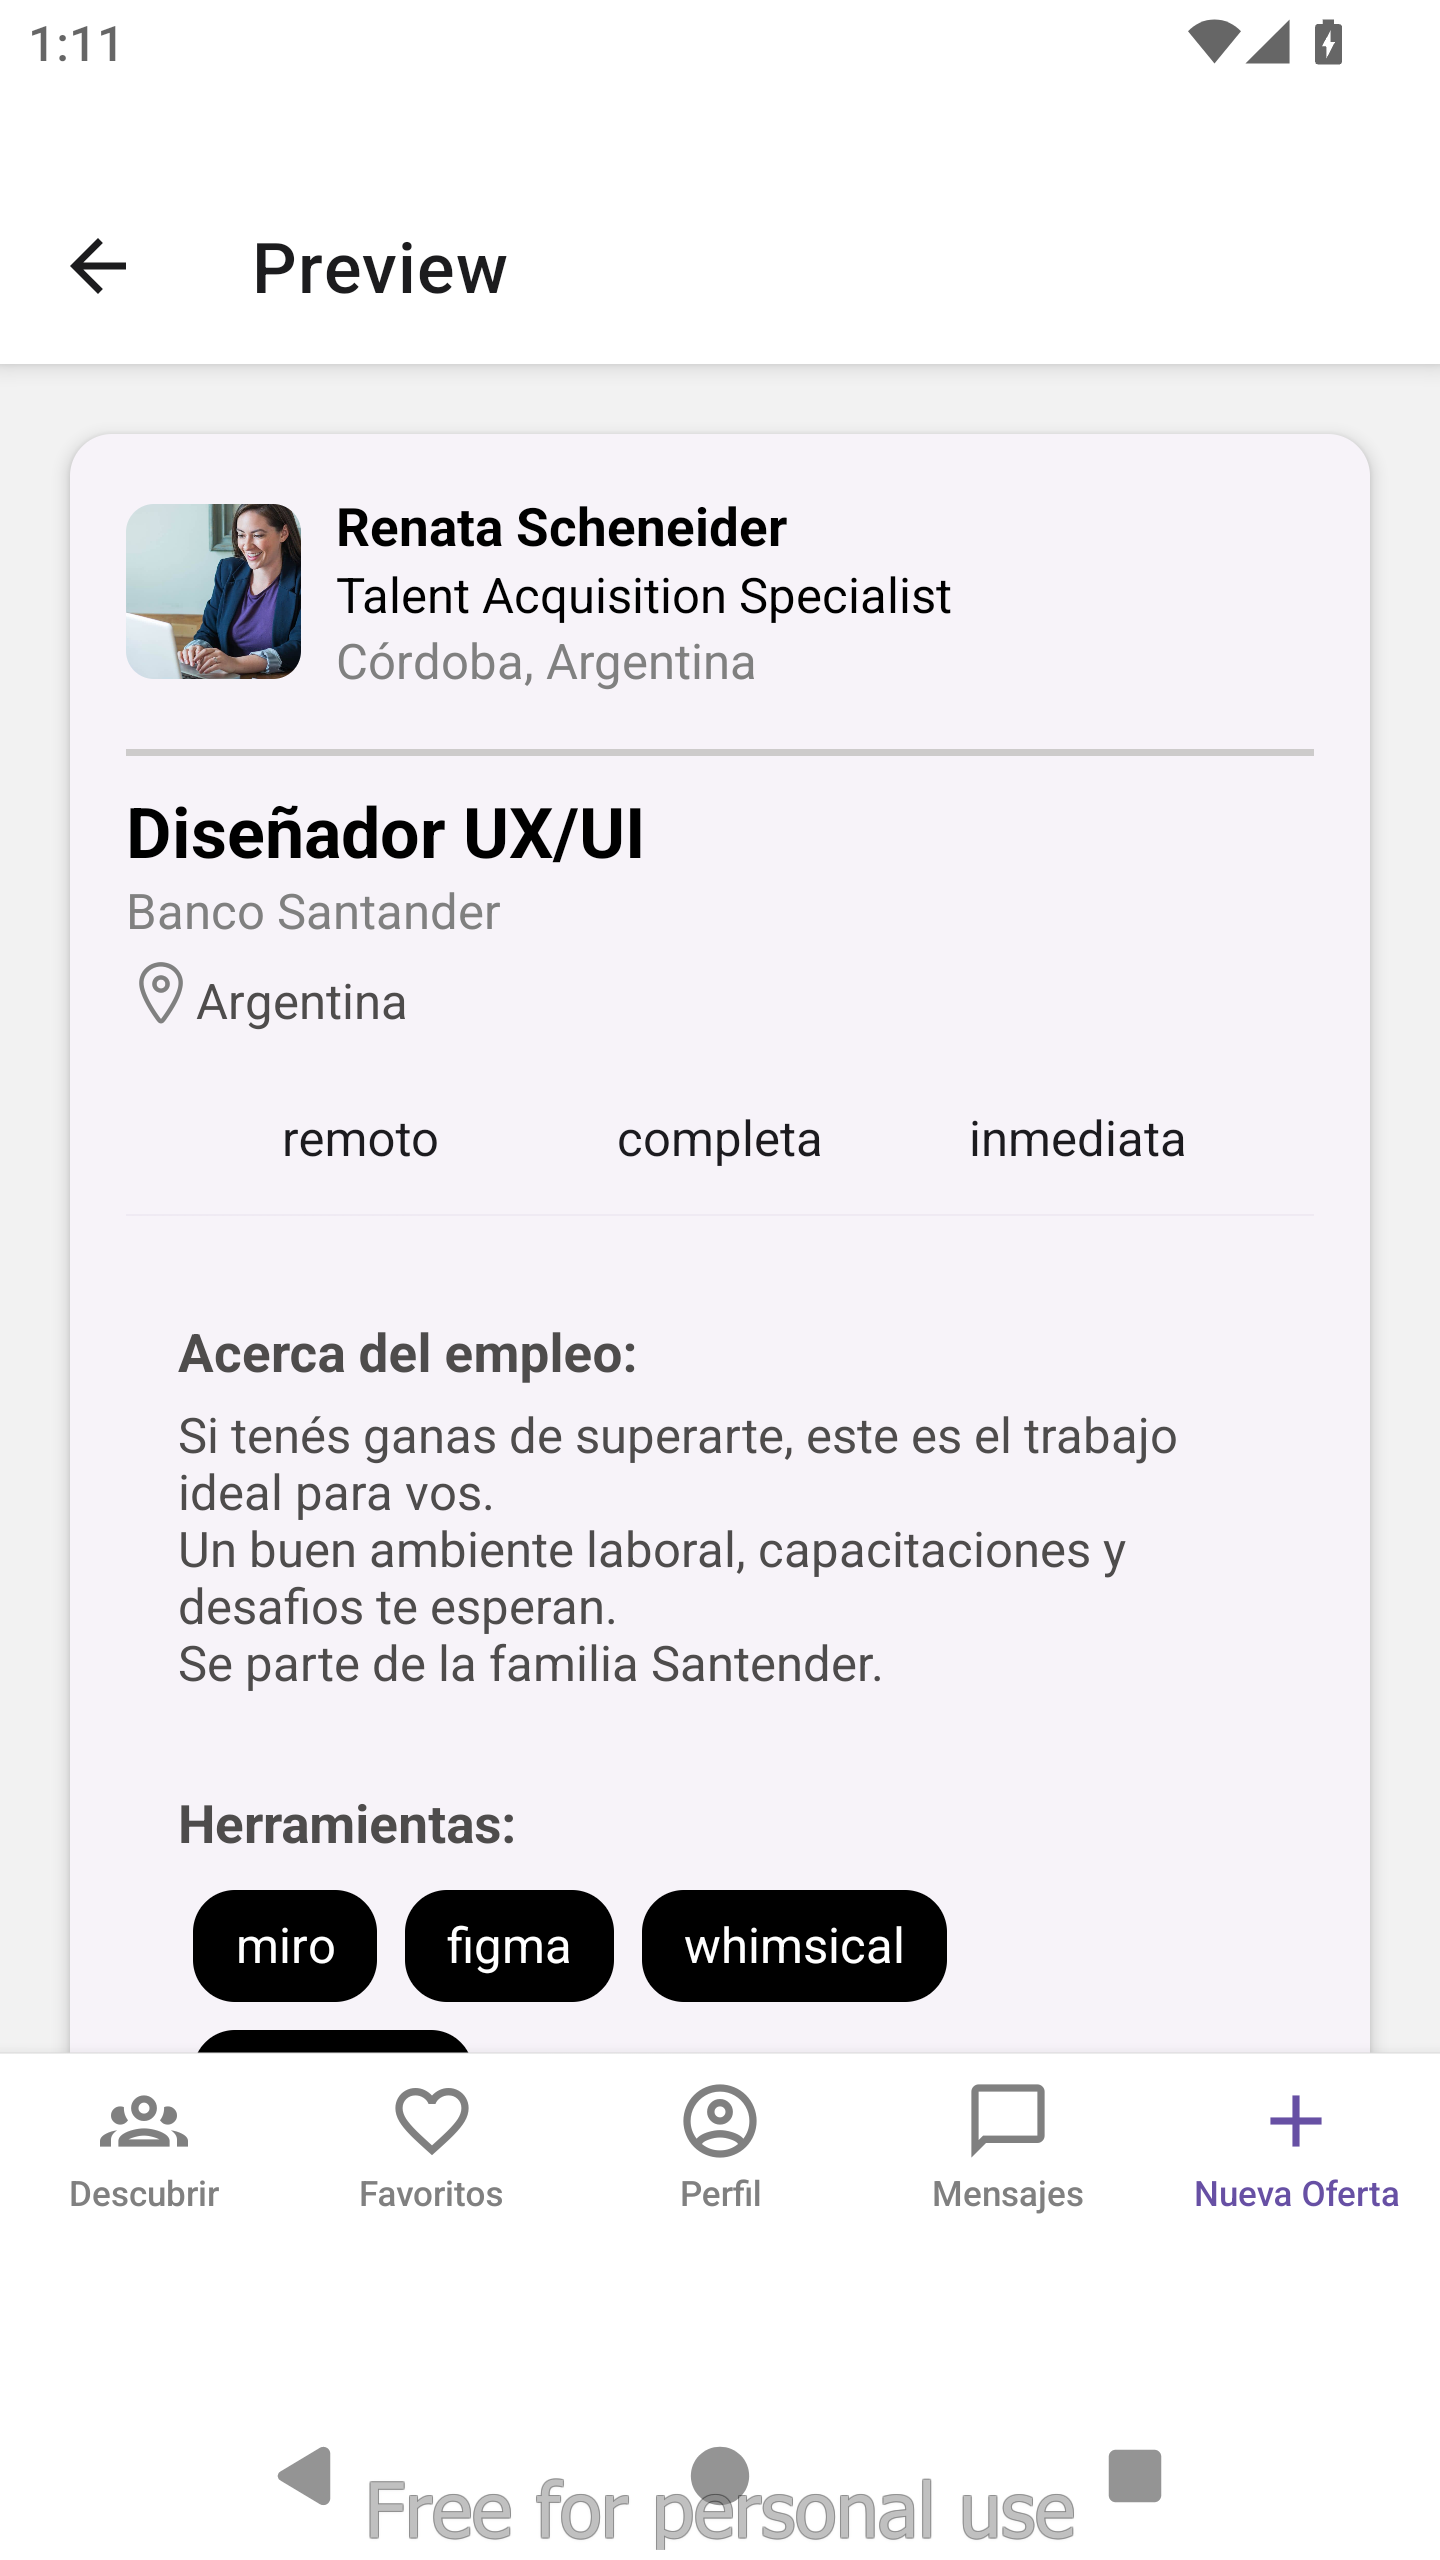 1:11
Preview
Renata Scheneider
Talent Acquisition Specialist
Córdoba, Argentina
Diseñador UX/UI
Banco Santander
Argentina
remoto completa inmediata
Acerca del empleo:
Si tenés ganas de superarte, este es el trabajo
ideal para vos.
Un buen ambiente laboral, capacitaciones y
desafios te esperan.
Se parte de la familia Santender.
Herramientas:
miro figma whimsical
Descubrir Favoritos Perfil Mensajes Nueva Oferta
Free for personal use